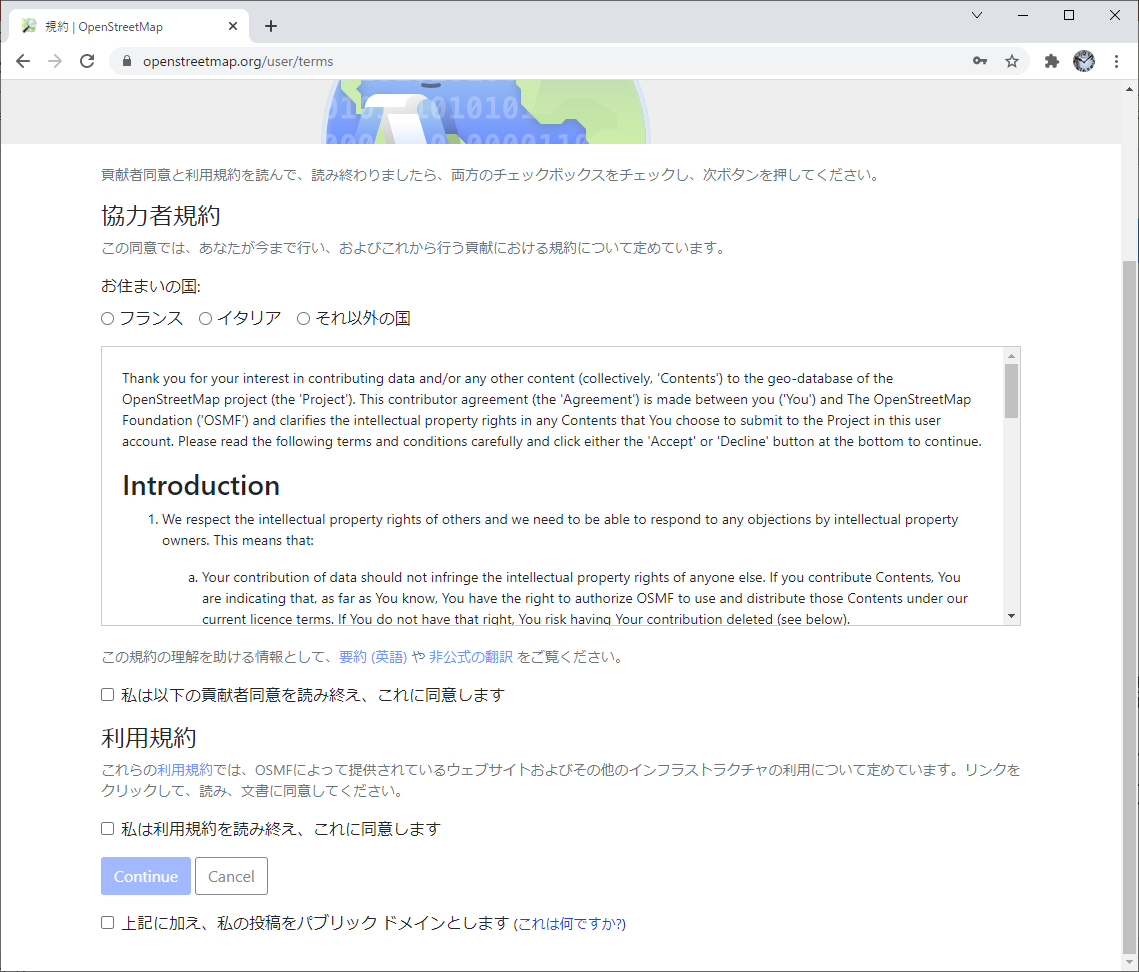 規約 | OpenStreetMap
openstreetmap.org/user/terms
貢献者同意と利用規約を読んで、読み終わりましたら、両方のチェックボックスをチェックし、次ボタンを押してください。
協力者規約
この同意では、あなたが今まで行い、およびこれから行う貢献における規約について定めています。
お住まいの国:
フランス イタリア それ以外の国
Thank you for your interest in contributing data and/or any other content (collectively, 'Contents') to the geo-database of the
OpenStreetMap project (the 'Project'). This contributor agreement (the 'Agreement') is made between you ('You') and The OpenStreetMap
Foundation ('OSMF') and clarifies the intellectual property rights in any Contents that You choose to submit to the Project in this user
account. Please read the following terms and conditions carefully and click either the 'Accept' or 'Decline' button at the bottom to continue.
Introduction
1. We respect the intellectual property rights of others and we need to be able to respond to any objections by intellectual property
owners. This means that:
a. Your contribution of data should not infringe the intellectual property rights of anyone else. If you contribute Contents, You
are indicating that, as far as You know, You have the right to authorize OSMF to use and distribute those Contents under our
current licence terms. If You do not have that right, You risk having Your contribution deleted (see below).
この規約の理解を助ける情報として、要約 (英語) や 非公式の翻訳 をご覧ください。
私は以下の貢献者同意を読み終え、これに同意します
利用規約
これらの利用規約では、OSMFによって提供されているウェブサイトおよびその他のインフラストラクチャの利用について定めています。リンクを
クリックして、読み、文書に同意してください。
私は利用規約を読み終え、これに同意します
Continue Cancel
上記に加え、私の投稿をパブリック ドメインとします (これは何ですか?)